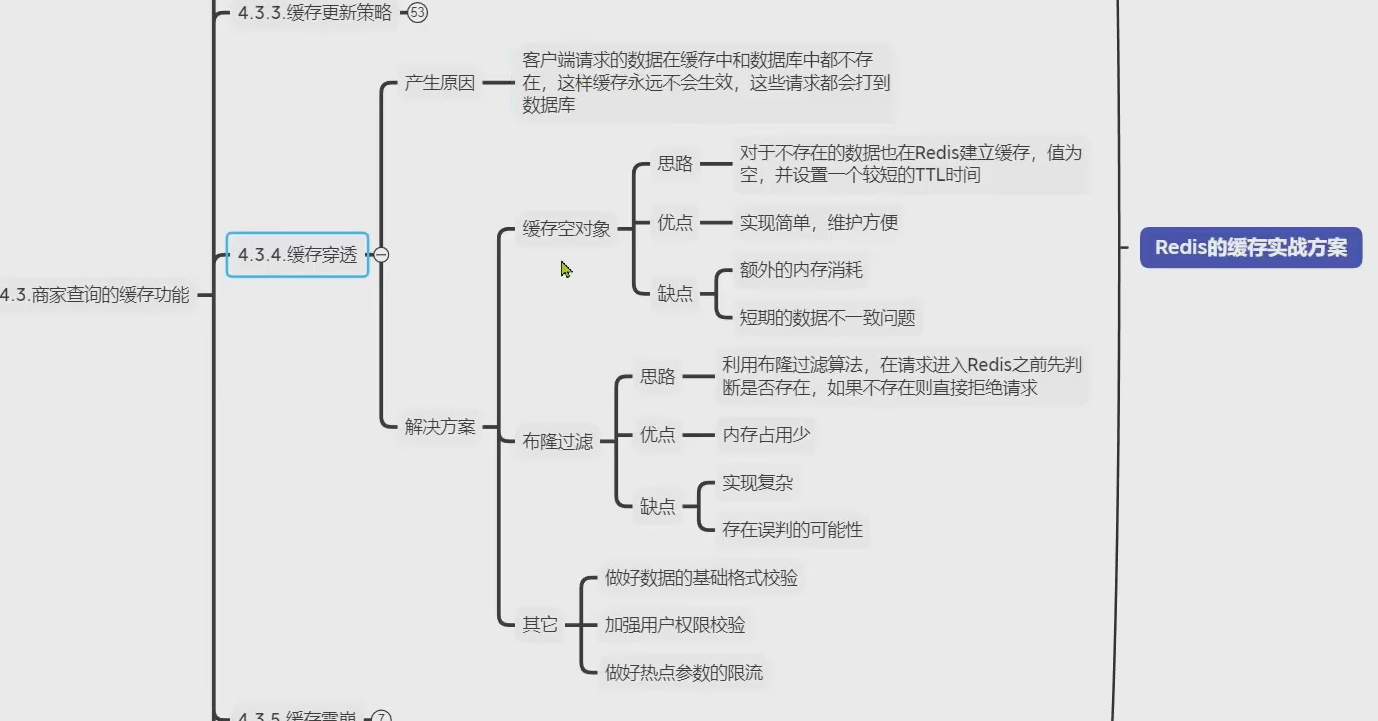 4.3.3.缓存更新策略
53
客户端请求的数据在缓存中和数据库中都不存
产生原因
在，这样缓存永远不会生效，这些请求都会打到
数据库
对于不存在的数据也在Redis建立缓存，值为
思路
空，并设置一个较短的TTL时间
缓存空对象
优点
实现简单，维护方便
4.3.4.缓存穿透
Redis的缓存实战方案
额外的内存消耗
缺点
4.3.商家查询的缓存功能
短期的数据不一致问题
利用布隆过滤算法，在请求进入Redis之前先判
思路
断是否存在，如果不存在则直接拒绝请求
解决方案
布隆过滤
优点
内存占用少
实现复杂
缺点
存在误判的可能性
做好数据的基础格式校验
其它
加强用户权限校验
做好热点参数的限流
4.3.5.缓存雪崩
7